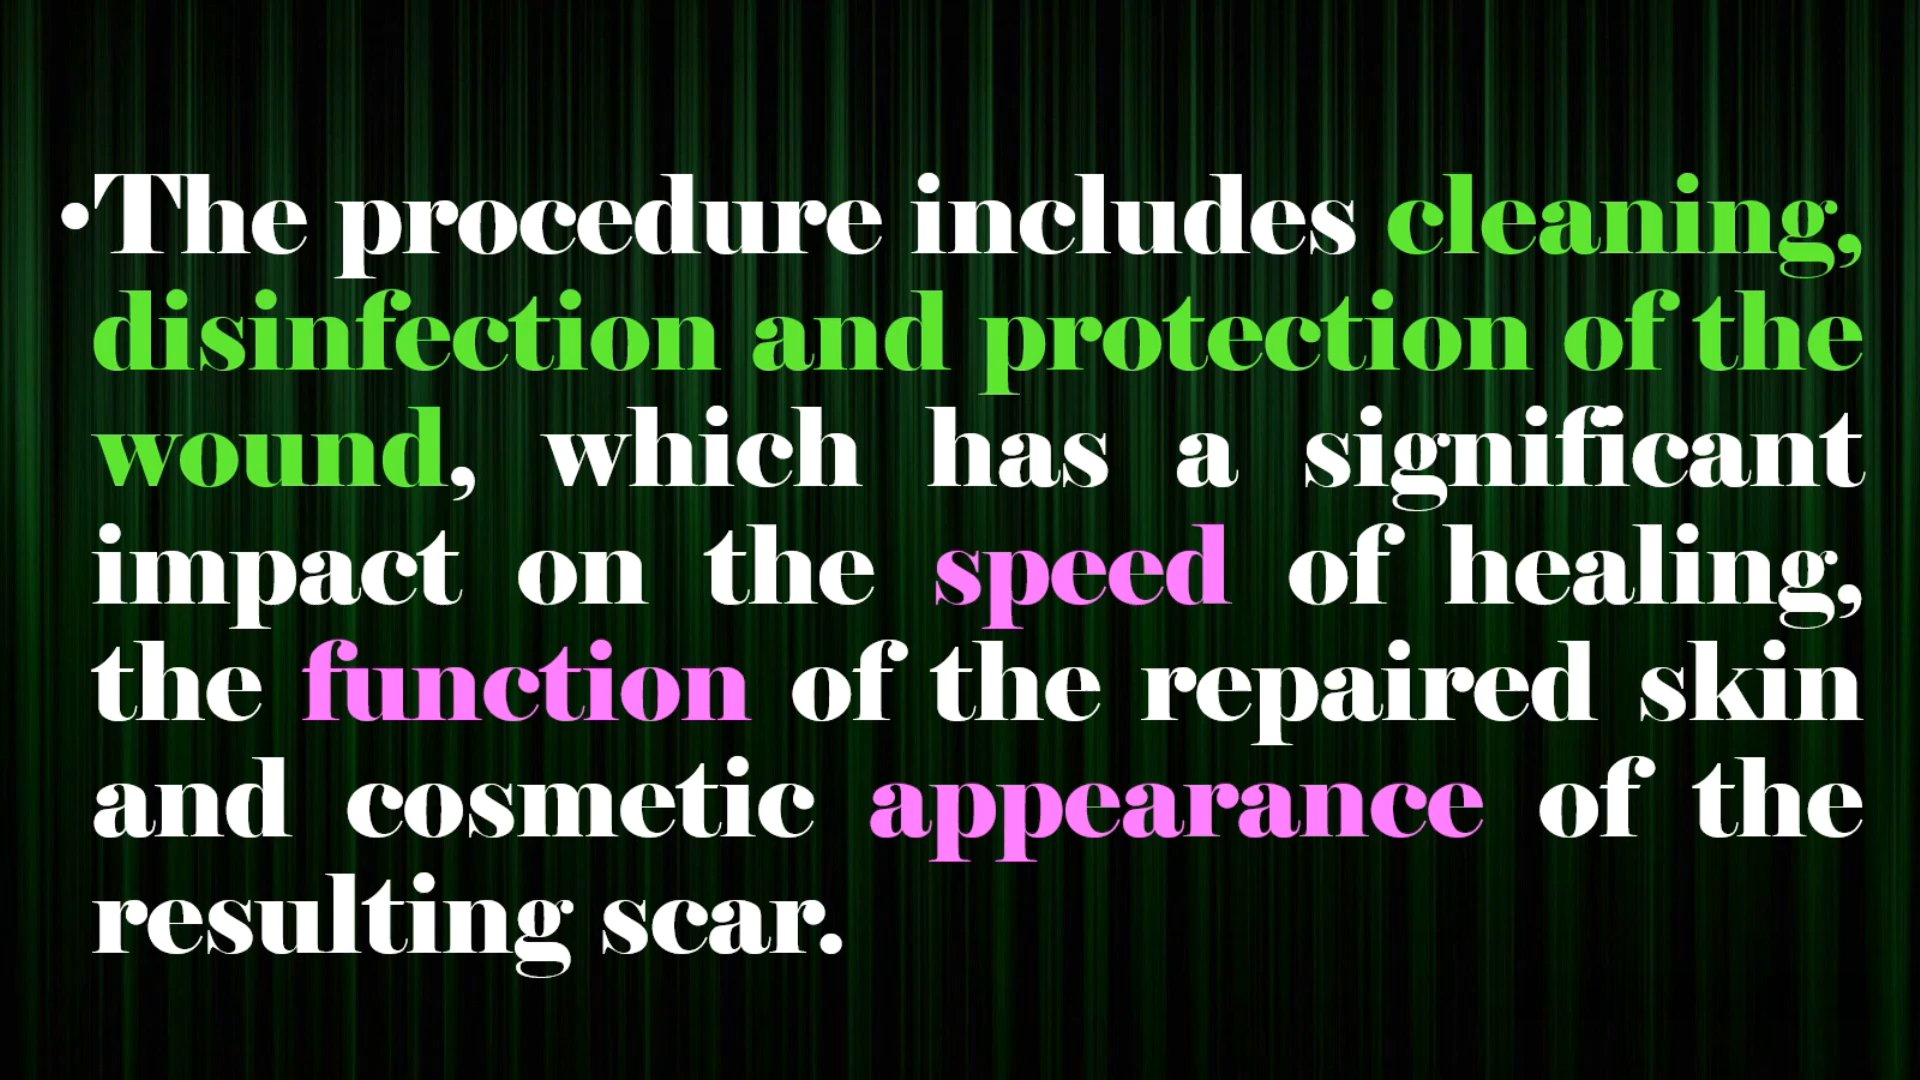 •The procedure includes cleaning,
disinfection and protection of the
wound, which has a significant
impact on the speed of healing,
the function of the repaired skin
and cosmetic appearance of the
resulting scar.